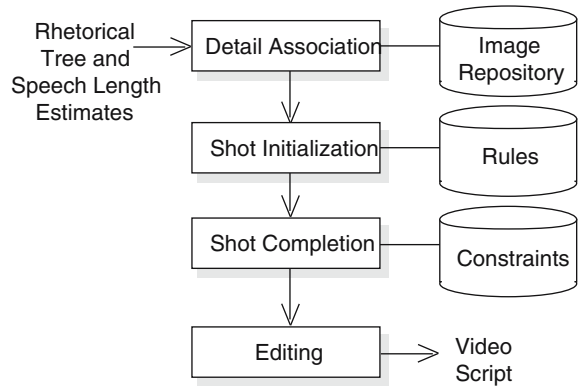 Rhetorical
Tree and
Speech Length
Estimates
Detail Association
Image
Repository
Shot Initialization
Rules
Shot Completion
Constraints
Editing
Video
Script